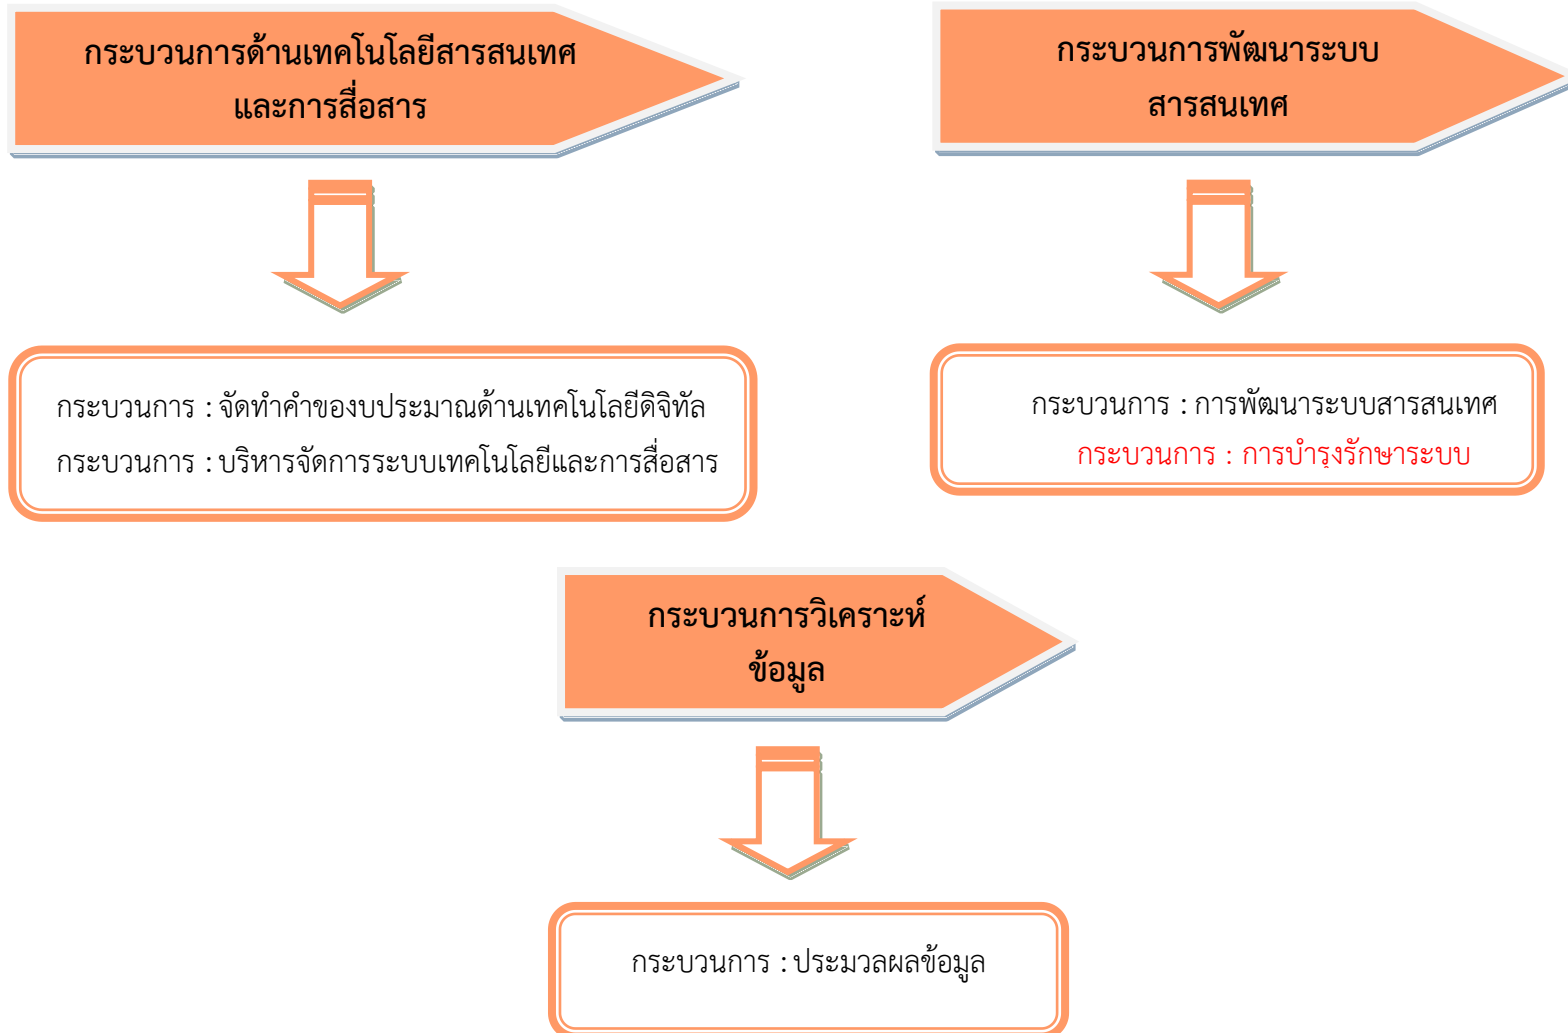 กระบวนการด้านเทคโนโลยีสารสนเทศ
และการสื่อสาร
กระบวนการพัฒนาระบบ
สารสนเทศ
กระบวนการ : จัดทำคำของบประมาณด้านเทคโนโลยีดิจิทัล
กระบวนการ : บริหารจัดการระบบเทคโนโลยีและการสื่อสาร
กระบวนการ : การพัฒนาระบบสารสนเทศ
กระบวนการ : การบำรุงรักษาระบบ
กระบวนการวิเคราะห์
ข้อมูล
กระบวนการ : ประมวลผลข้อมูล